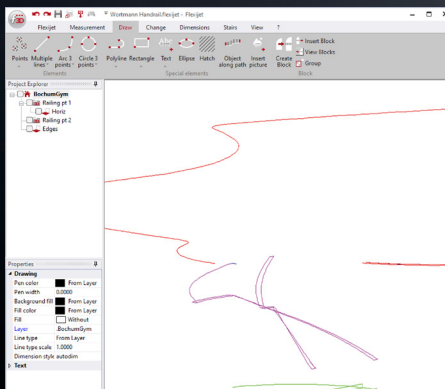 Wortmann Handrail.flexijet - Flexijet
Flexijet Measurement Draw Change Dimensions Stairs View ?
Points Multiple lines Arc 3 points Circle 3 points Polyline Rectangle Text Ellipse Hatch Object along path Insert picture Create Block
Insert Block
View Blocks
Group
Elements Special elements Block
Project Explorer
BochumGym
Railing pt 1
Horiz
Railing pt 2
Edges
Properties
Drawing
Pen color From Layer
Pen width 0.0000
Background fill From Layer
Fill color From Layer
Fill Without
Layer .BochumGym
Line type From Layer
Line type scale 1.0000
Dimension style autodim
Text